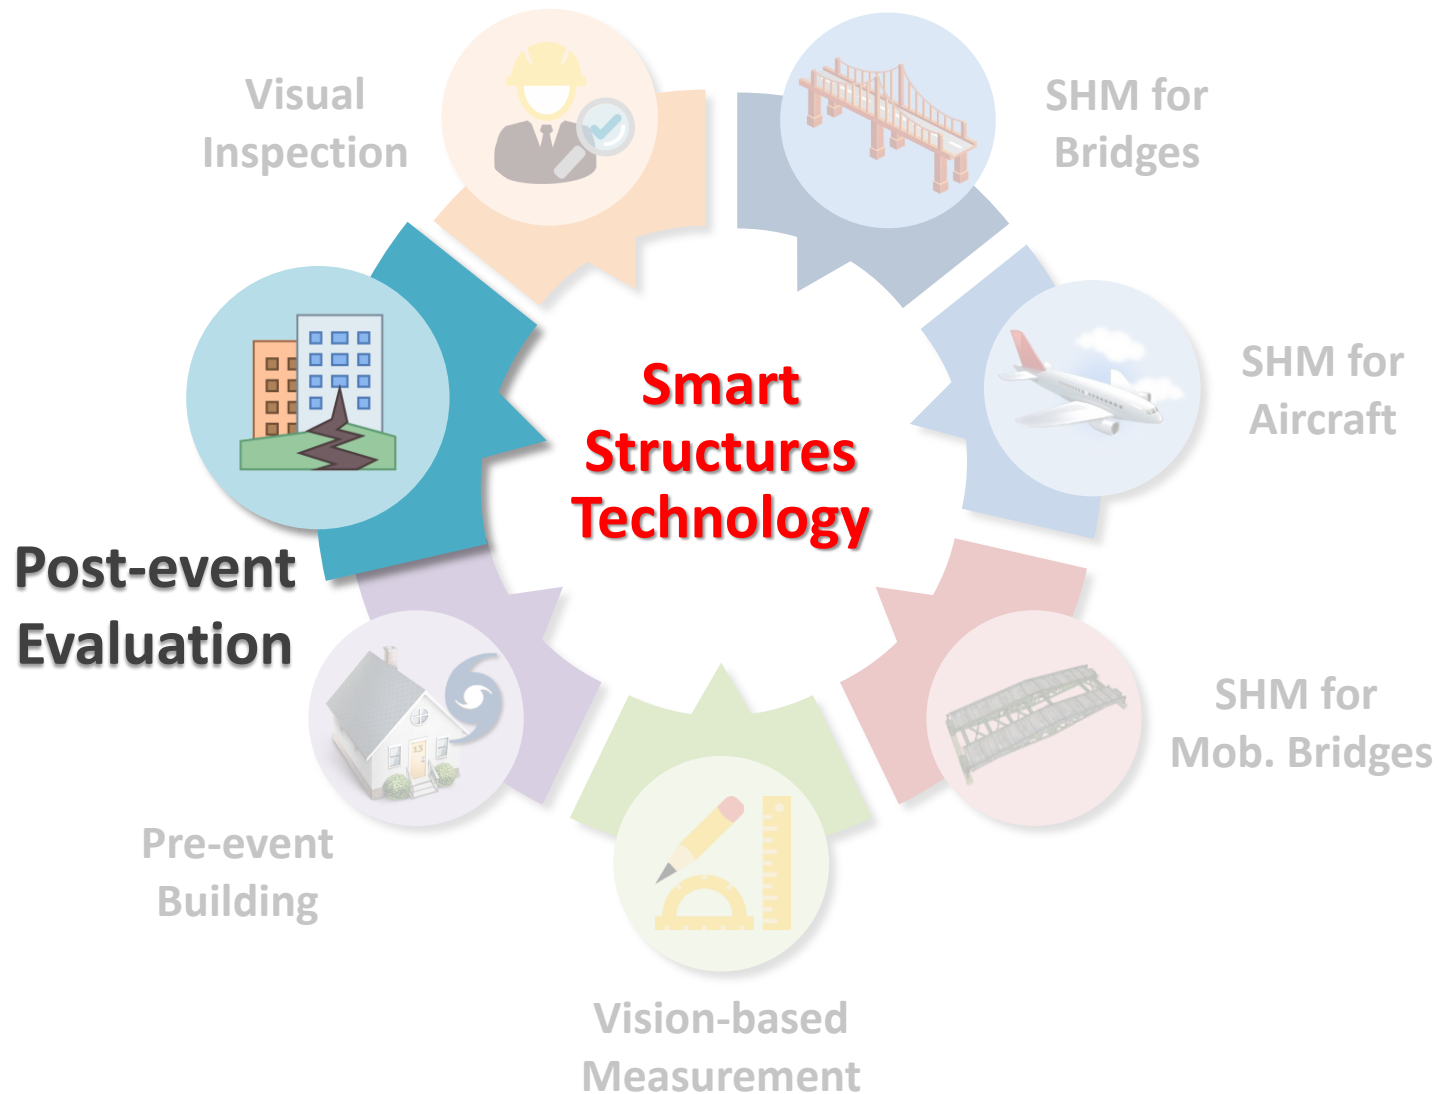 Visual
Inspection
SHM for
Bridges
SHM for
Aircraft
Smart
Structures
Technology
Post-event
Evaluation
SHM for
Mob. Bridges
13
Pre-event
Building
Vision-based
Measurement